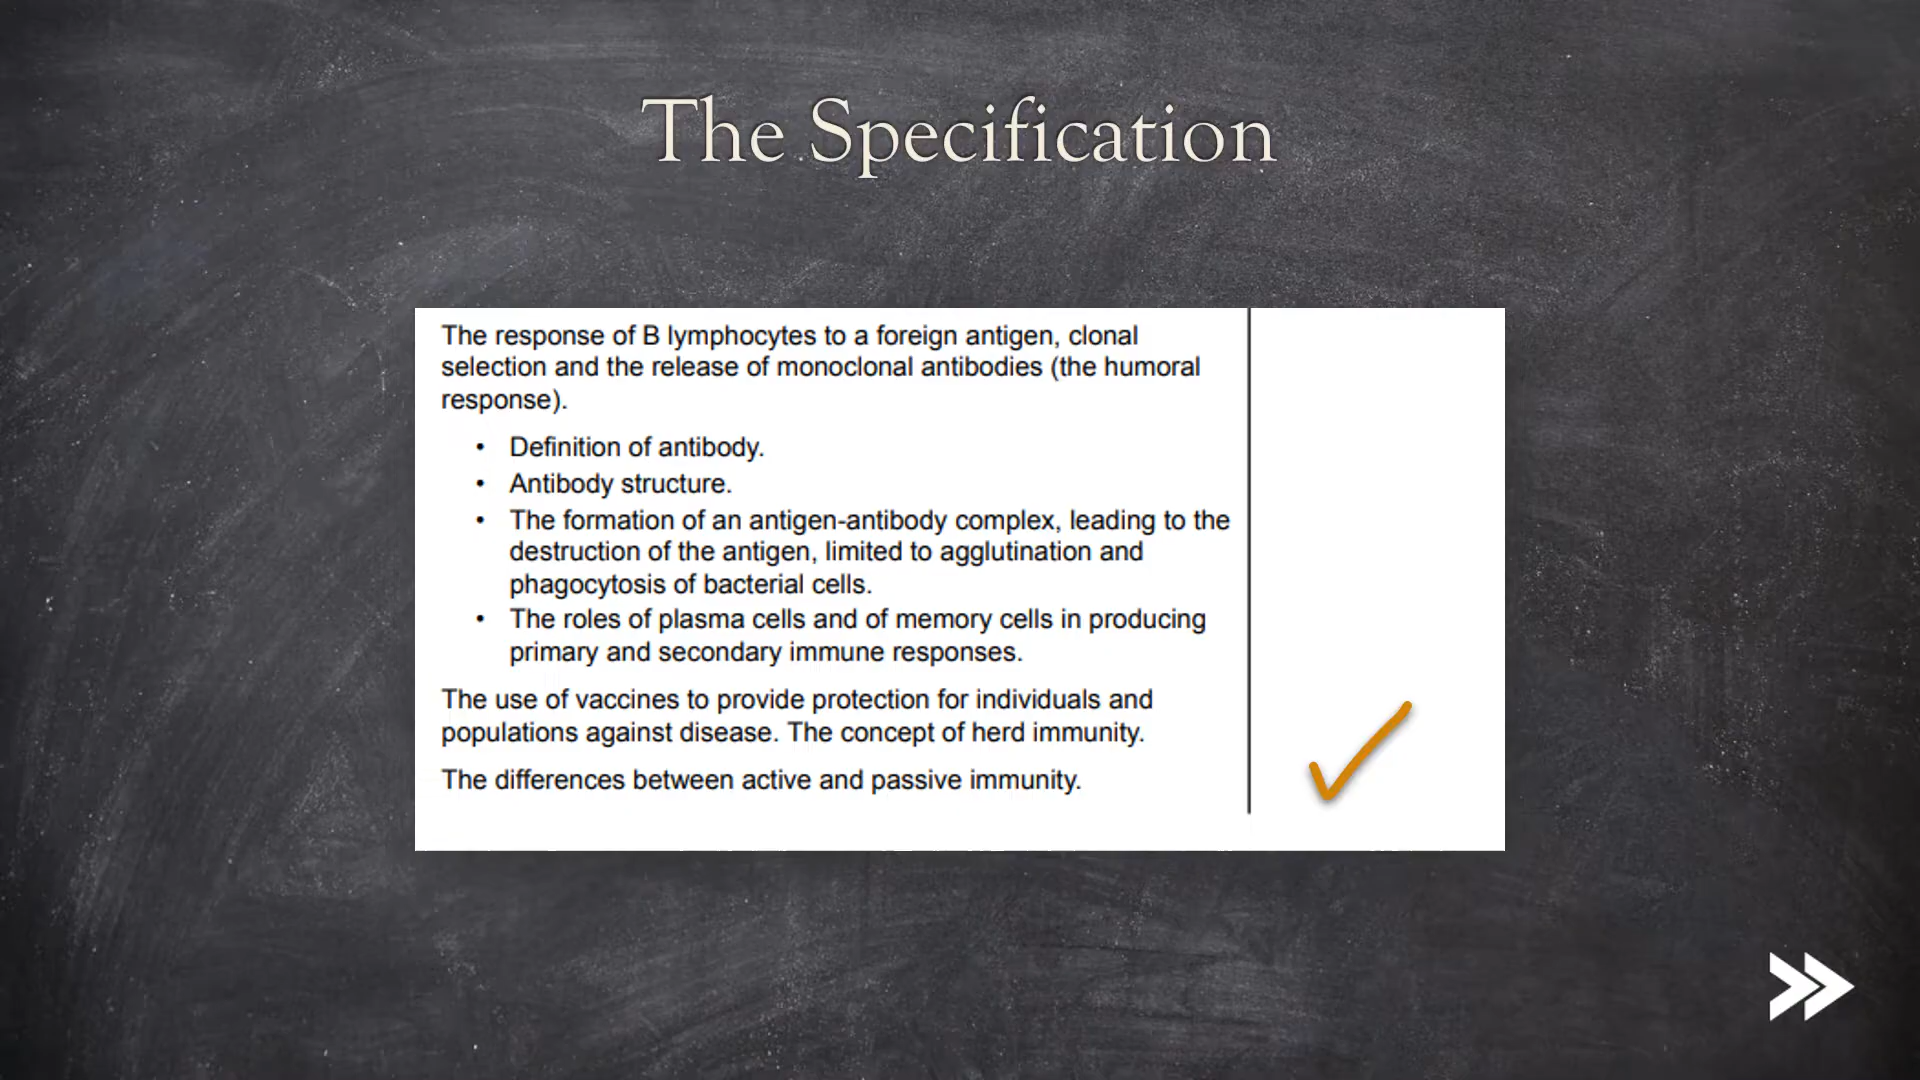 The Specification
The response of B lymphocytes to a foreign antigen, clonal
selection and the release of monoclonal antibodies (the humoral
response).
• Definition of antibody.
• Antibody structure.
• The formation of an antigen-antibody complex, leading to the
destruction of the antigen, limited to agglutination and
phagocytosis of bacterial cells.
• The roles of plasma cells and of memory cells in producing
primary and secondary immune responses.
The use of vaccines to provide protection for individuals and
populations against disease. The concept of herd immunity.
The differences between active and passive immunity.